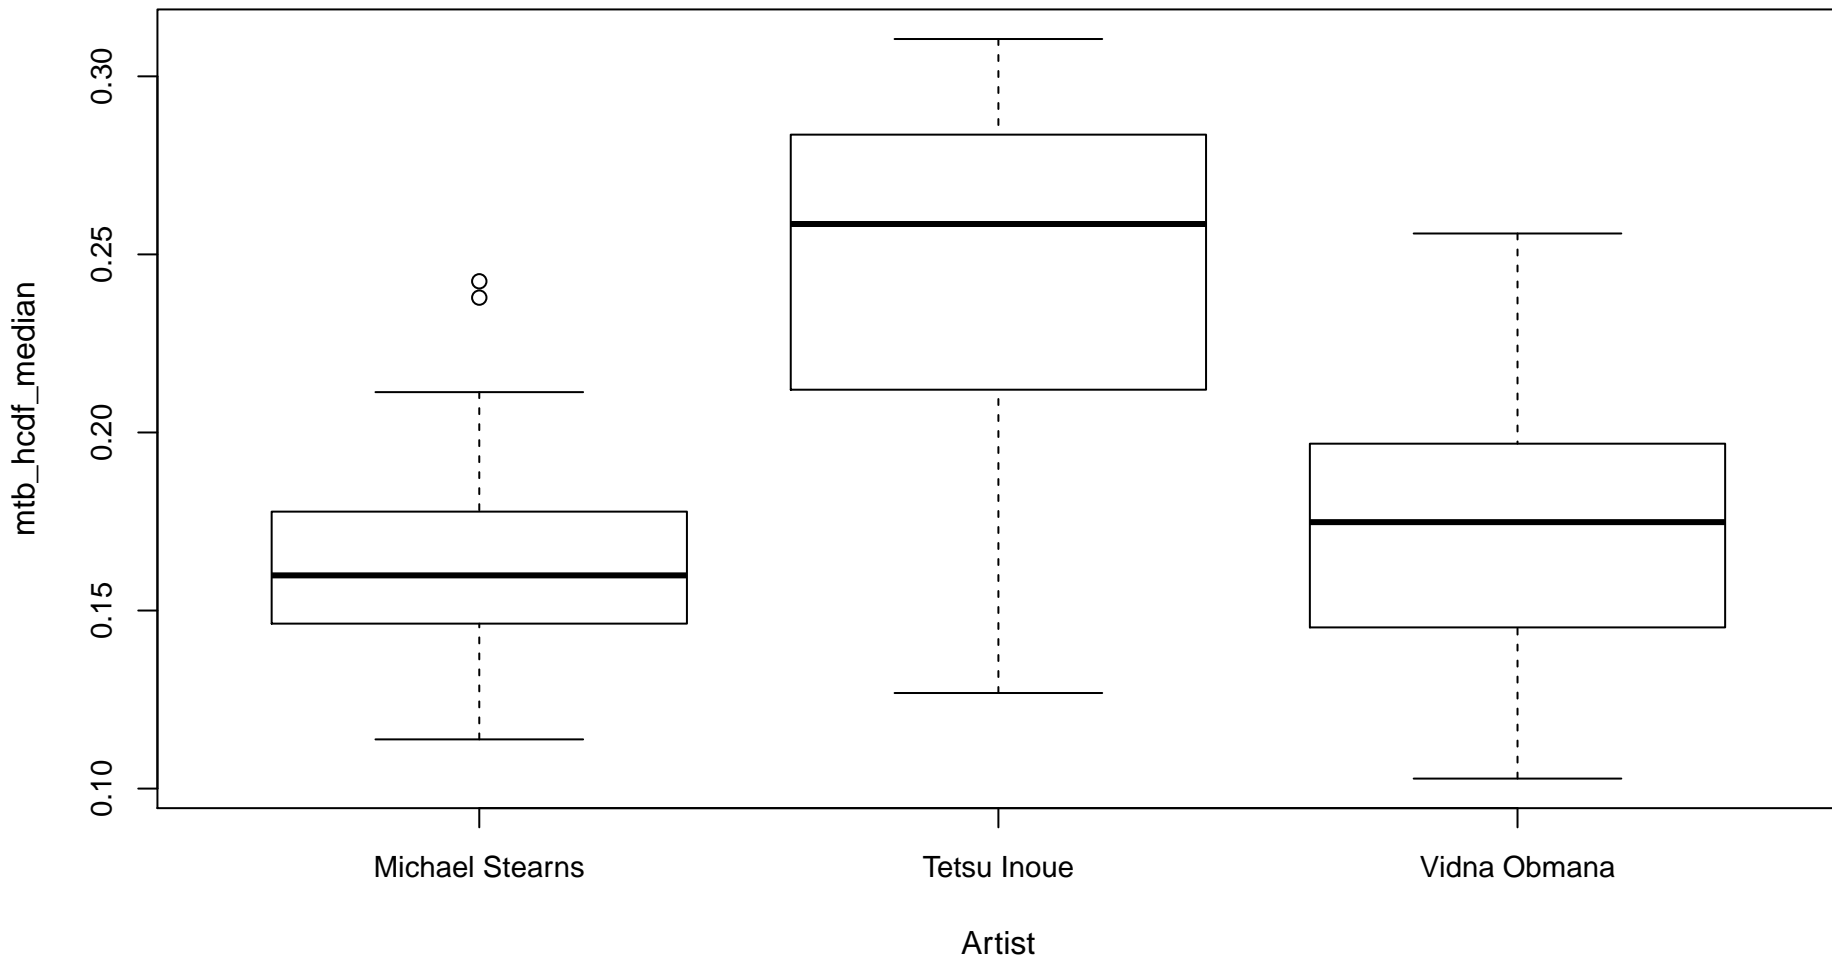 mtb_hcdf_median
0.30
0.25
0.20
0.15
0.10
Michael Stearns
Tetsu Inoue
Vidna Obmana
Artist